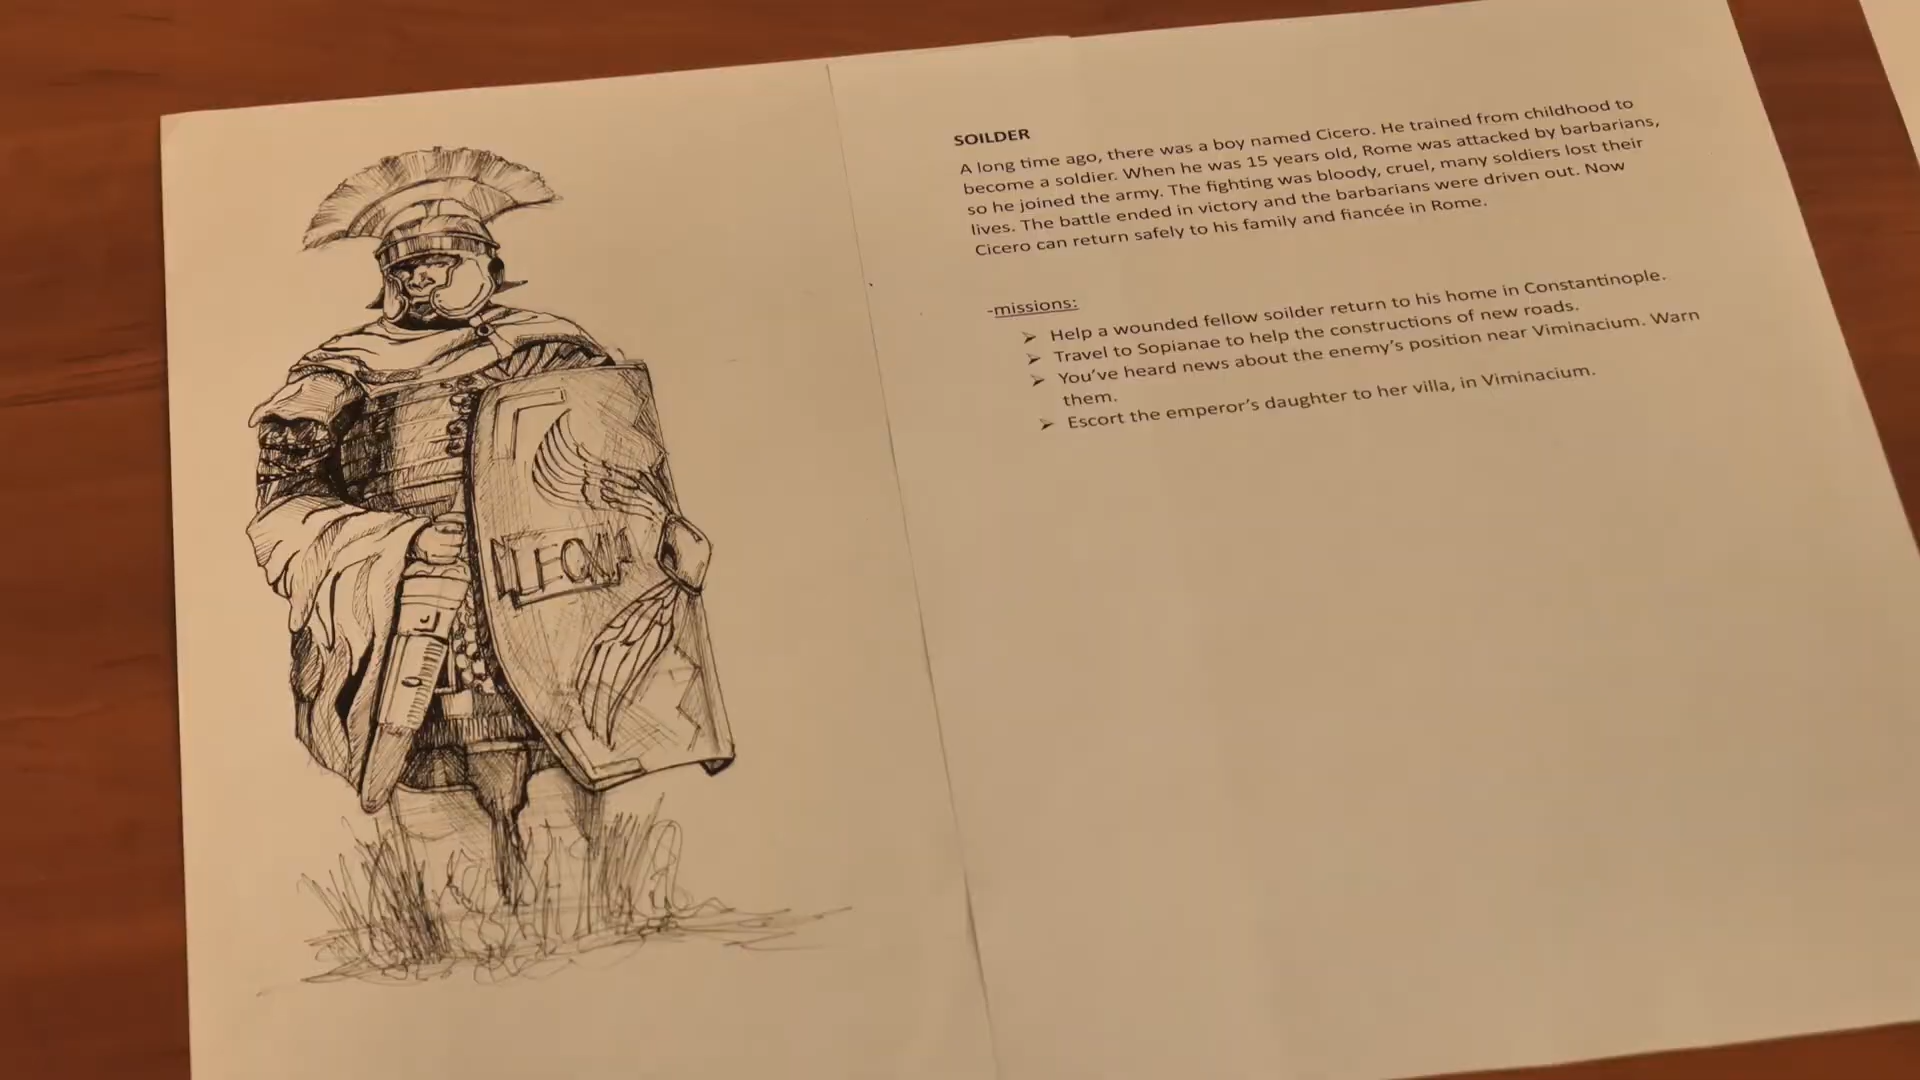 SOILDER
A long time ago, there was a boy named Cicero. He trained from childhood to
become a soldier. When he was 15 years old, Rome was attacked by barbarians,
so he joined the army. The fighting was bloody, cruel, many soldiers lost their
lives. The battle ended in victory and the barbarians were driven out. Now
Cicero can return safely to his family and fiancée in Rome.
-missions:
➢ Help a wounded fellow soilder return to his home in Constantinople.
➢ Travel to Sopianae to help the constructions of new roads.
➢ You've heard news about the enemy's position near Viminacium. Warn
them.
➢ Escort the emperor's daughter to her villa, in Viminacium.